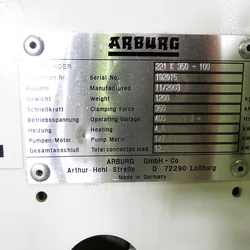 ARBURG
221 K 350 - 100
Serial No. 192015
Baujahr Manufactured 11/2003
Gewicht Weight 1200
Schließkraft Clamping Force 350
Betriebsspannung Operating Voltage 400
Heizung Heating
Pumpen-Motor Pump Motor
Gesamtanschluß Total connected load
ARBURG GmbH + Co
Arthur-Hehl-Straße D - 72290 Loßburg
Made in Germany